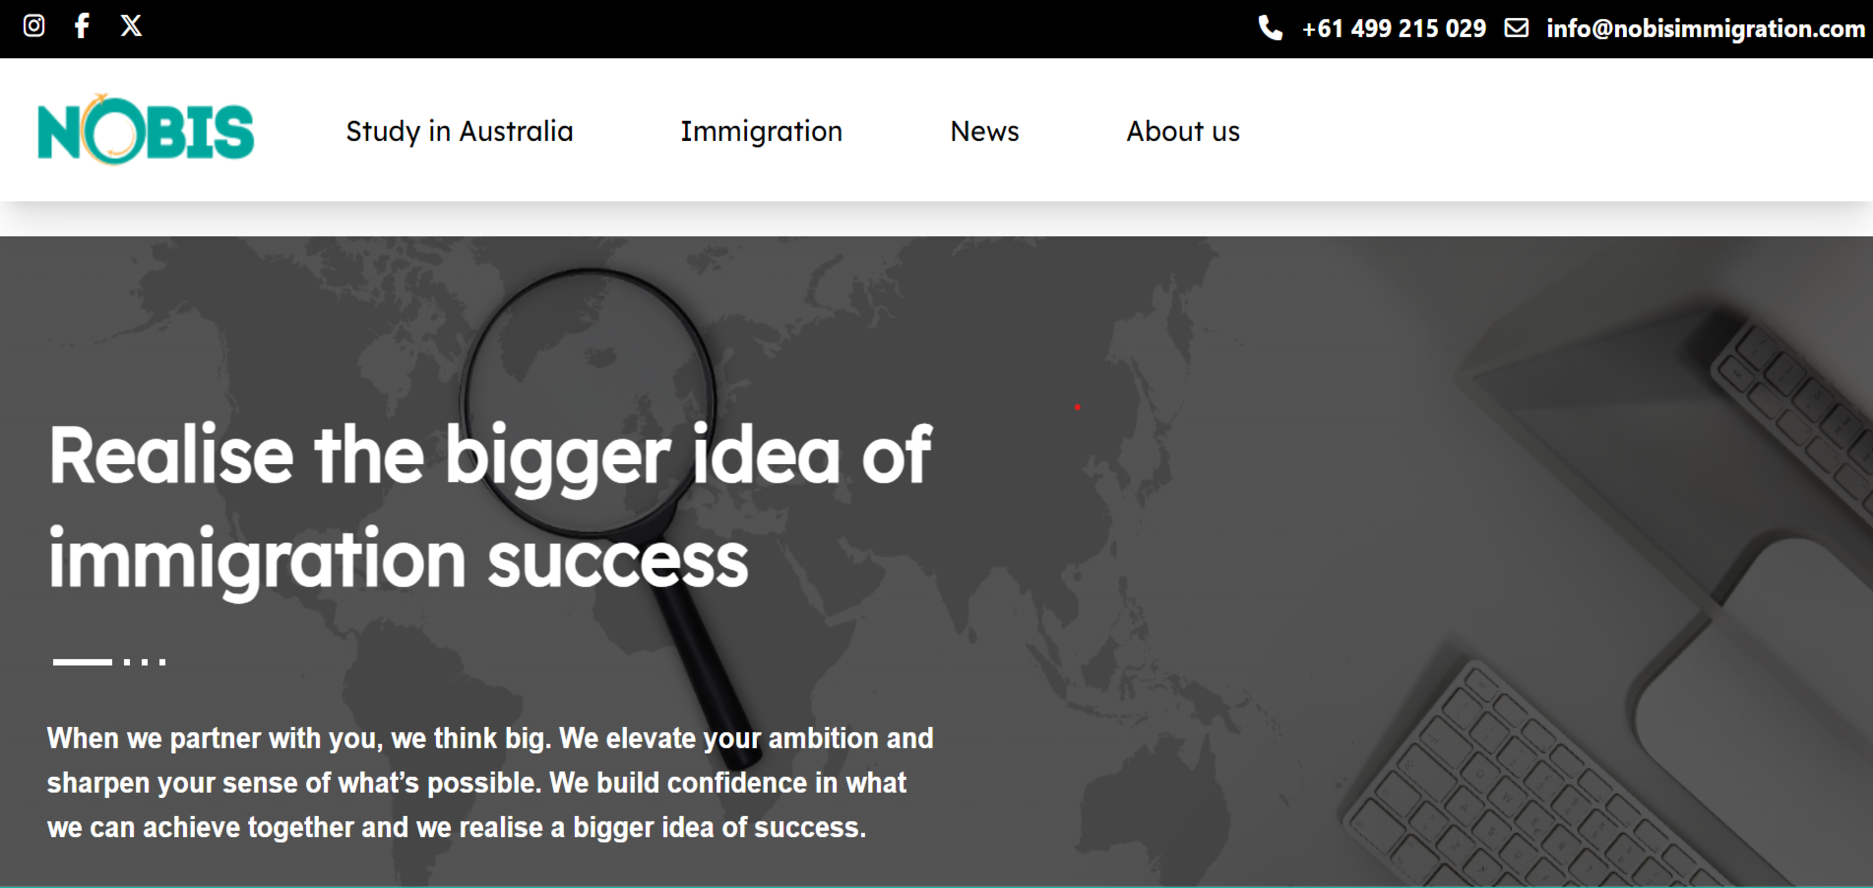 +61 499 215 029 info@nobisimmigration.com
NOBIS
Study in Australia Immigration News About us
Realise the bigger idea of
immigration success
When we partner with you, we think big. We elevate your ambition and
sharpen your sense of what’s possible. We build confidence in what
we can achieve together and we realise a bigger idea of success.